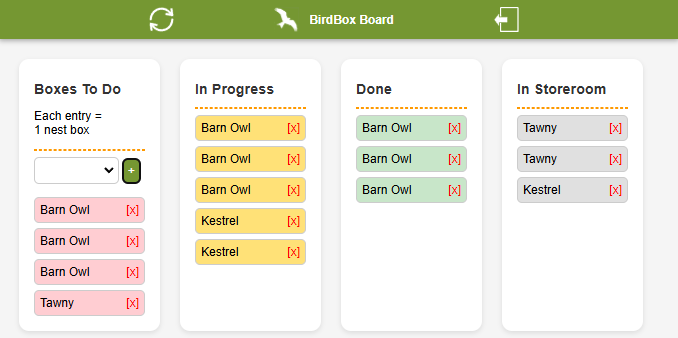 BirdBox Board
Boxes To Do
Each entry =
1 nest box
+
Barn Owl [x]
Barn Owl [x]
Barn Owl [x]
Tawny [x]
In Progress
Barn Owl [x]
Barn Owl [x]
Barn Owl [x]
Kestrel [x]
Kestrel [x]
Done
Barn Owl [x]
Barn Owl [x]
Barn Owl [x]
In Storeroom
Tawny [x]
Tawny [x]
Kestrel [x]